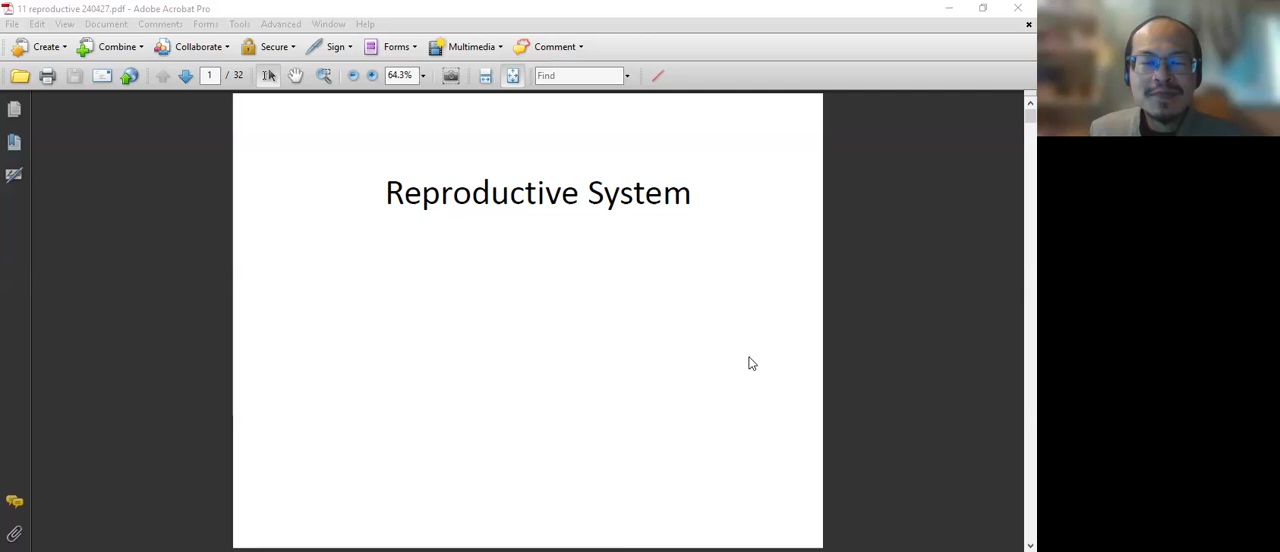 11 reproductive 240427.pdf - Adobe Acrobat Pro
File Edit View Document Comments Forms Tools Advanced Window Help
Create Combine Collaborate Secure Sign Forms Multimedia Comment
1 / 32 64.3% Find
Reproductive System